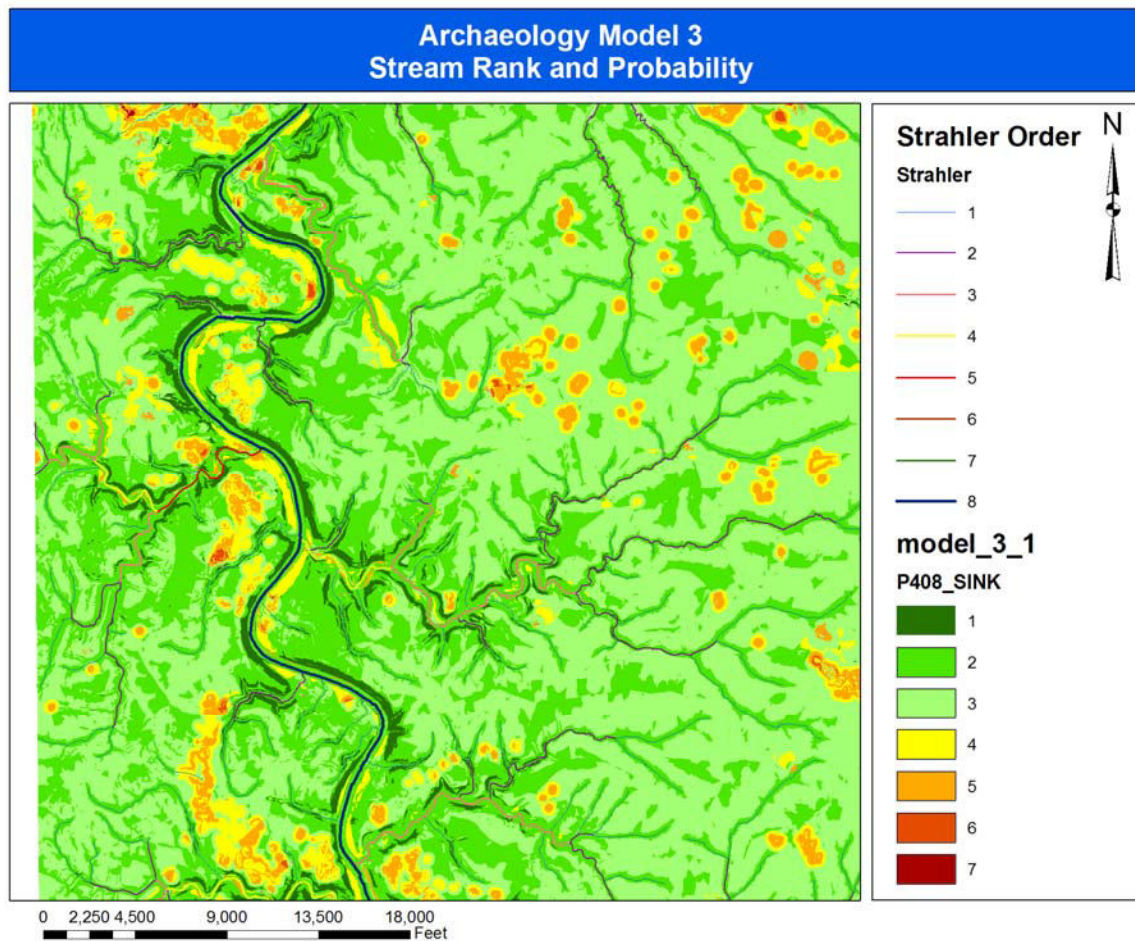 Archaeology Model 3
Stream Rank and Probability
Strahler Order
N
Strahler
1
2
3
4
5
6
7
8
model_3_1
P408_SINK
1
2
3
4
5
6
7
0 2,250 4,500 9,000 13,500 18,000
Feet